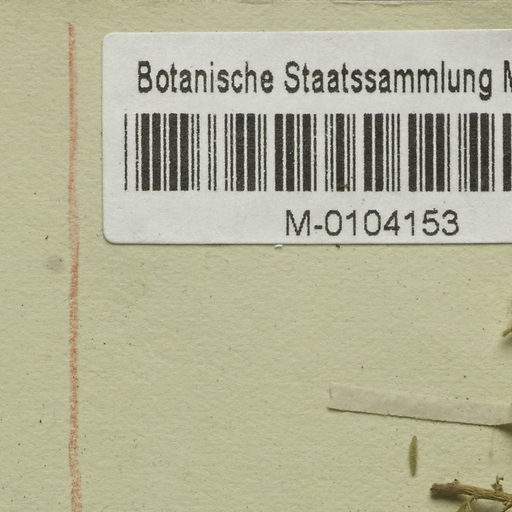 Botanische Staatssammlung
M-0104153